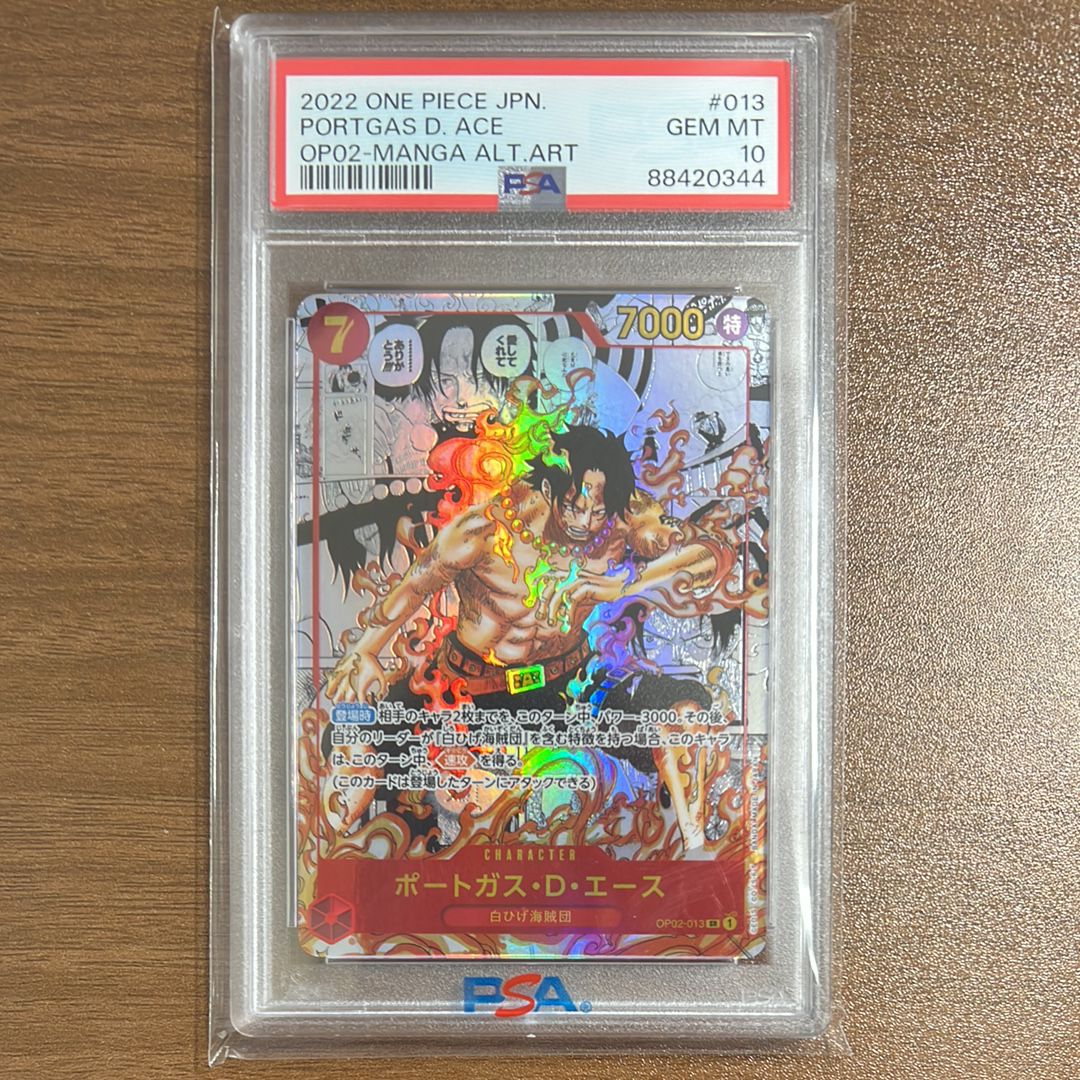 2022 ONE PIECE JPN. #013
PORTGAS D. ACE GEM MT
OP02-MANGA ALT.ART 10
PSA 88420344
7
7000 特
ありが
とう!!!
愛して
くれて
登場時 相手のキャラ2枚までを、このターン中、パワー-3000。その後、
自分のリーダーが『白ひげ海賊団』を含む特徴を持つ場合、このキャラ
は、このターン中、速攻を得る。
(このカードは登場したターンにアタックできる)
CHARACTER
ポートガス・D・エース
白ひげ海賊団
OP02-013 SR 1
PSA®